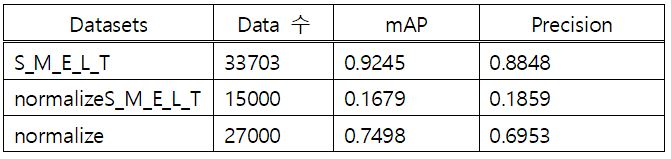 Datasets Data 수 mAP Precision
S_M_E_L_T 33703 0.9245 0.8848
normalizeS_M_E_L_T 15000 0.1679 0.1859
normalize 27000 0.7498 0.6953